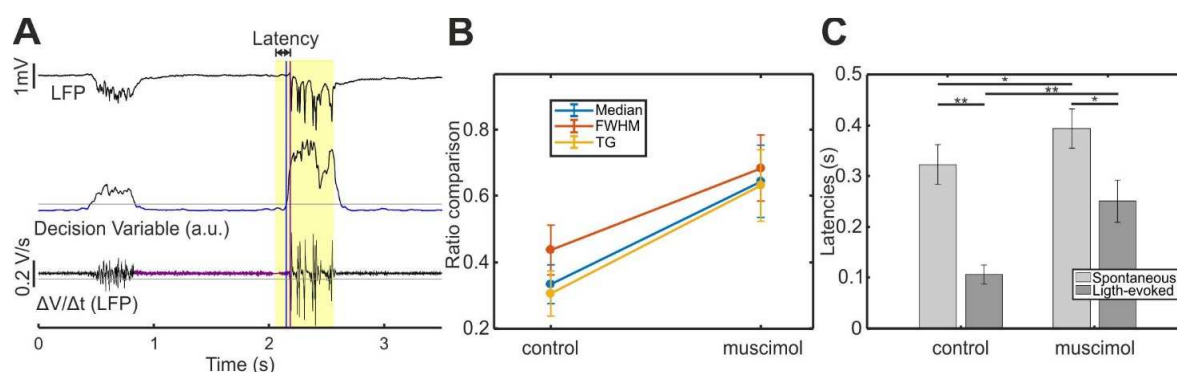 A
Latency
1mV
LFP
Decision Variable (a.u.)
0.2 V/s
ΔV/Δt (LFP)
0 1 2 3
Time (s)
B
Ratio comparison
0.8
0.6
0.4
0.2
Median
FWHM
TG
control muscimol
C
Latencies (s)
0.5
0.4
0.3
0.2
0.1
0
*
** **
*
Spontaneous
Ligth-evoked
control muscimol